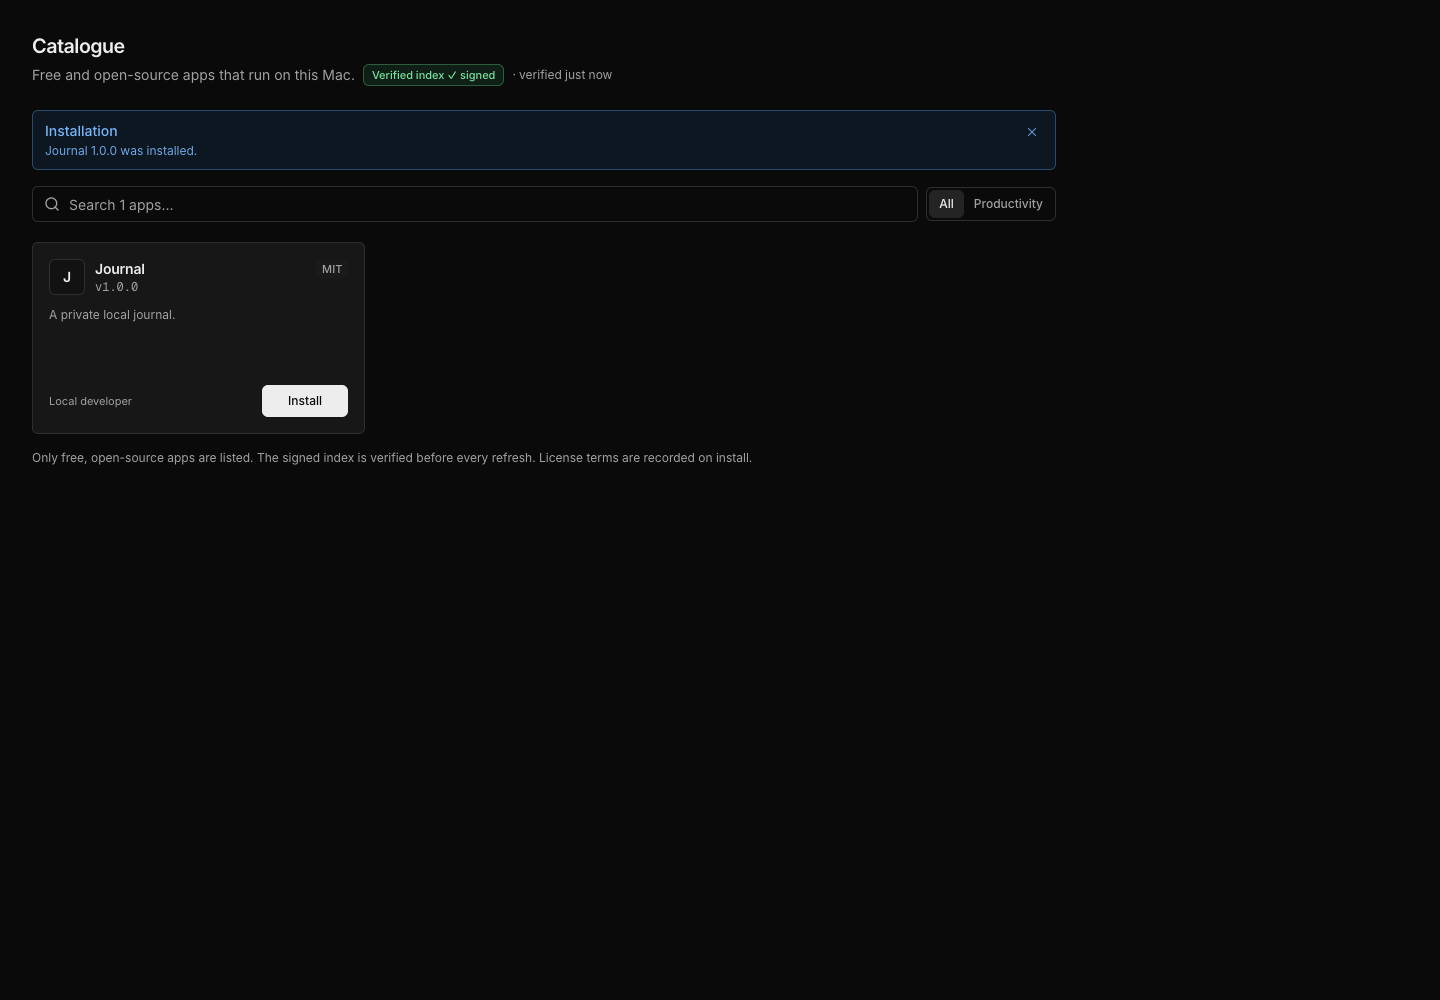 Catalogue
Free and open-source apps that run on this Mac. Verified index ✓ signed · verified just now
Installation
Journal 1.0.0 was installed.
Search 1 apps...
All Productivity
J
Journal
MIT
v1.0.0
A private local journal.
Local developer
Install
Only free, open-source apps are listed. The signed index is verified before every refresh. License terms are recorded on install.